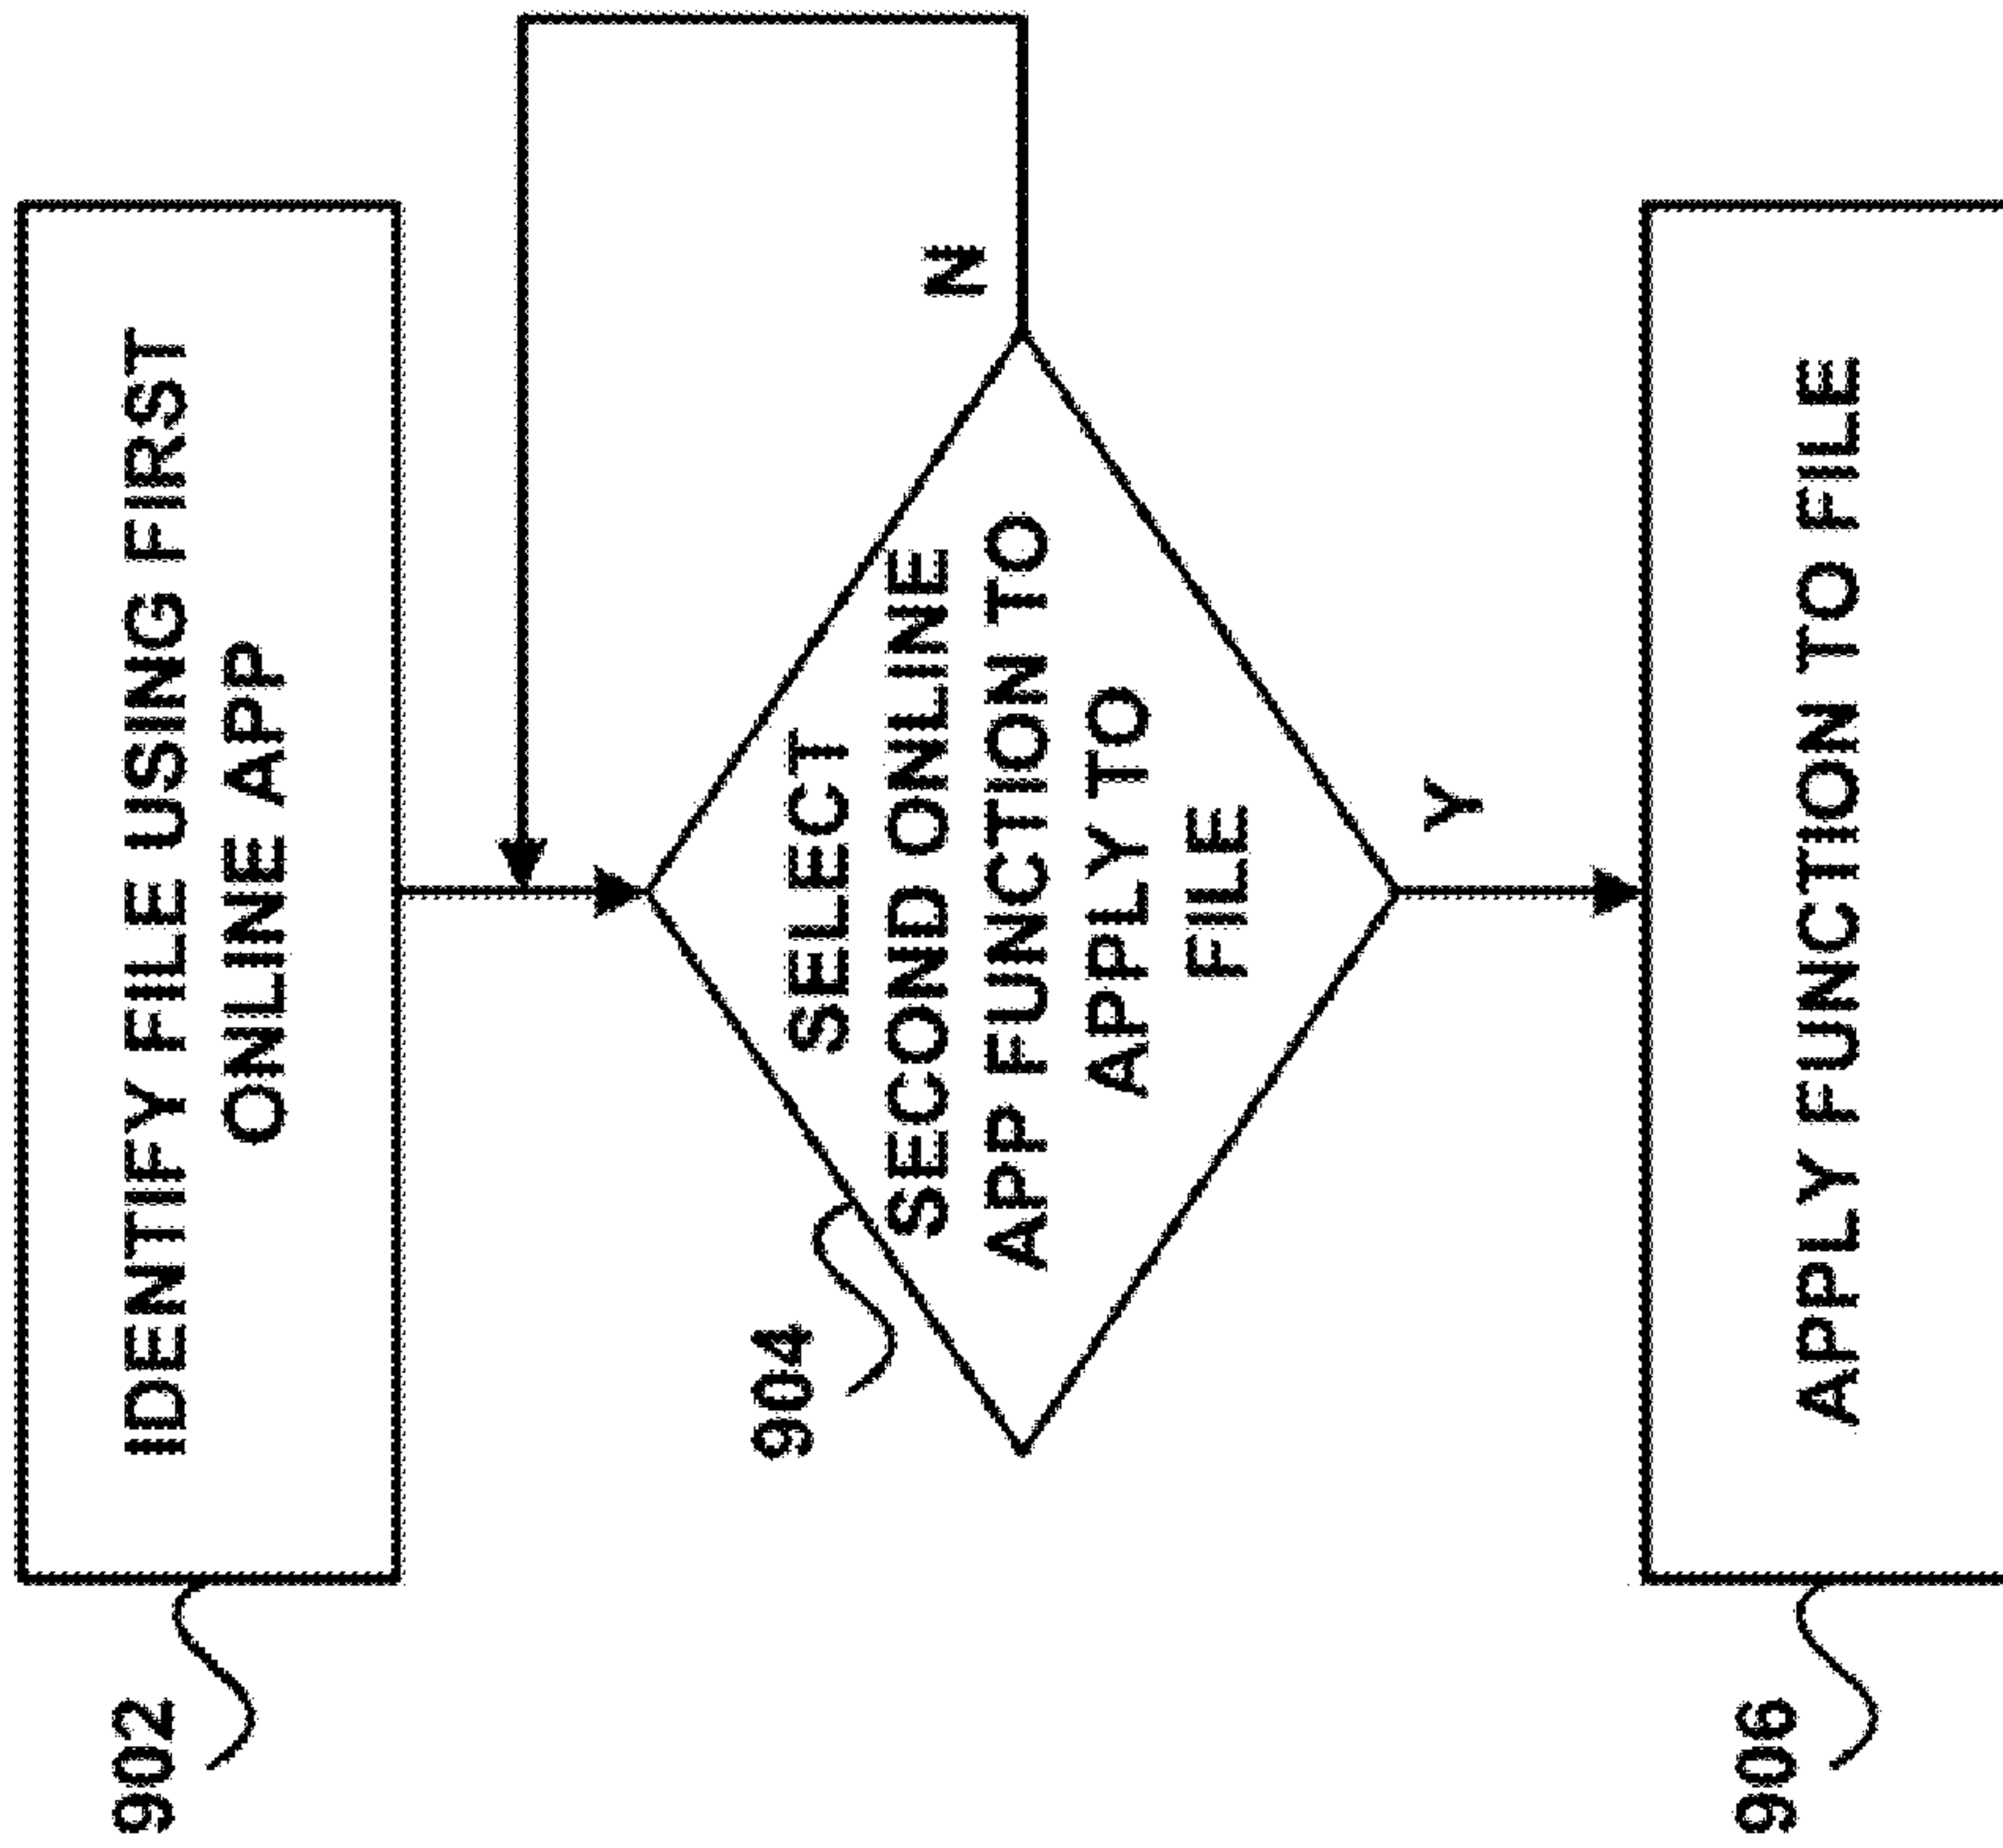 902
IDENTIFY FILE USING FIRST
ONLINE APP
904
SELECT
SECOND ONLINE
APP FUNCTION TO
APPLY TO
FILE
N
Y
906
APPLY FUNCTION TO FILE